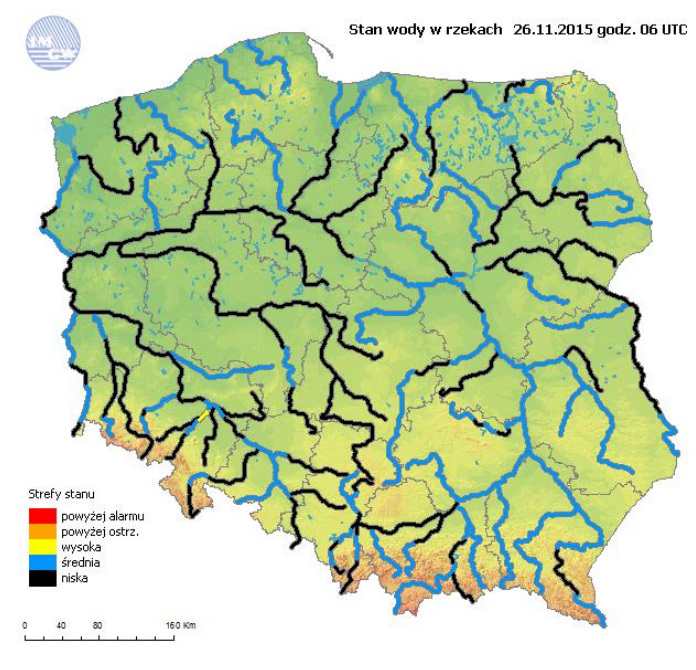 Stan wody w rzekach 26.11.2015 godz. 06 UTC
Strefy stanu
powyżej alarmu
powyżej ostrz.
wysoka
średnia
niska
0 40 80 160 Km